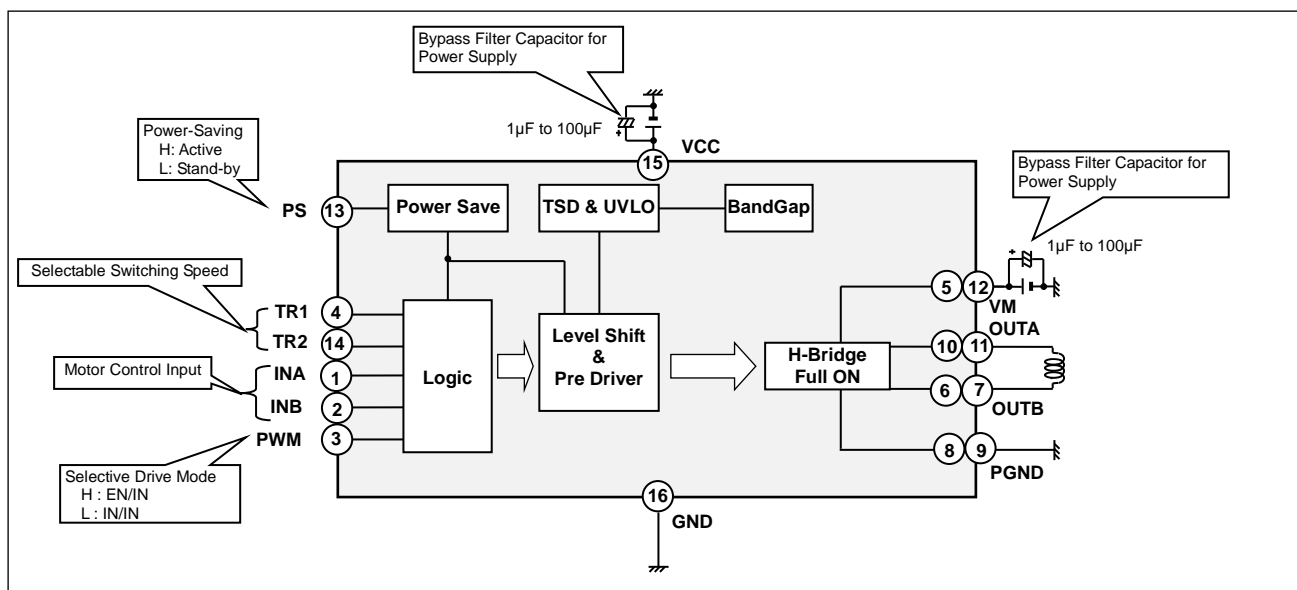 Bypass Filter Capacitor for
Power Supply
1µF to 100µF
VCC
15
Power-Saving
H: Active
L: Stand-by
PS
13
Power Save
TSD & UVLO
BandGap
Bypass Filter Capacitor for
Power Supply
+
1µF to 100µF
+
5
12
VM
Selectable Switching Speed
TR1
4
TR2
14
Motor Control Input
INA
1
INB
2
PWM
3
Logic
Level Shift
&
Pre Driver
H-Bridge
Full ON
OUTA
10
11
6
7
OUTB
8
9
PGND
Selective Drive Mode
H : EN/IN
L : IN/IN
16
GND